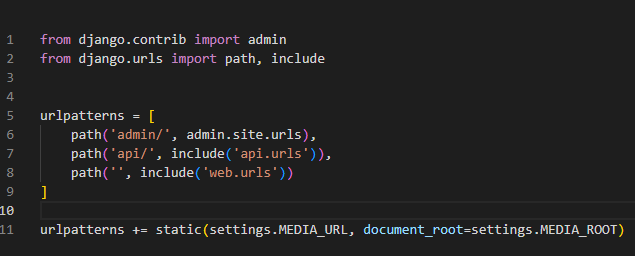 1 from django.contrib import admin
2 from django.urls import path, include
3
4
5 urlpatterns = [
6     path('admin/', admin.site.urls),
7     path('api/', include('api.urls')),
8     path('', include('web.urls'))
9 ]
10
11 urlpatterns += static(settings.MEDIA_URL, document_root=settings.MEDIA_ROOT)